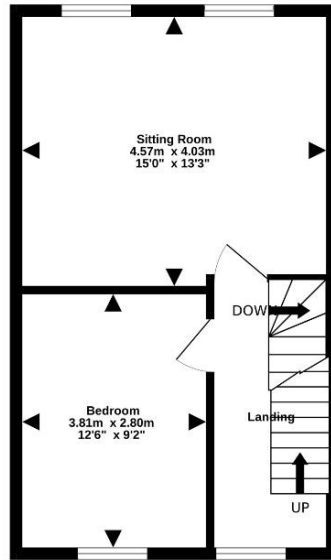 Sitting Room
4.57m x 4.03m
15'0" x 13'3"
DOWN
Bedroom
3.81m x 2.80m
12'6" x 9'2"
Landing
UP